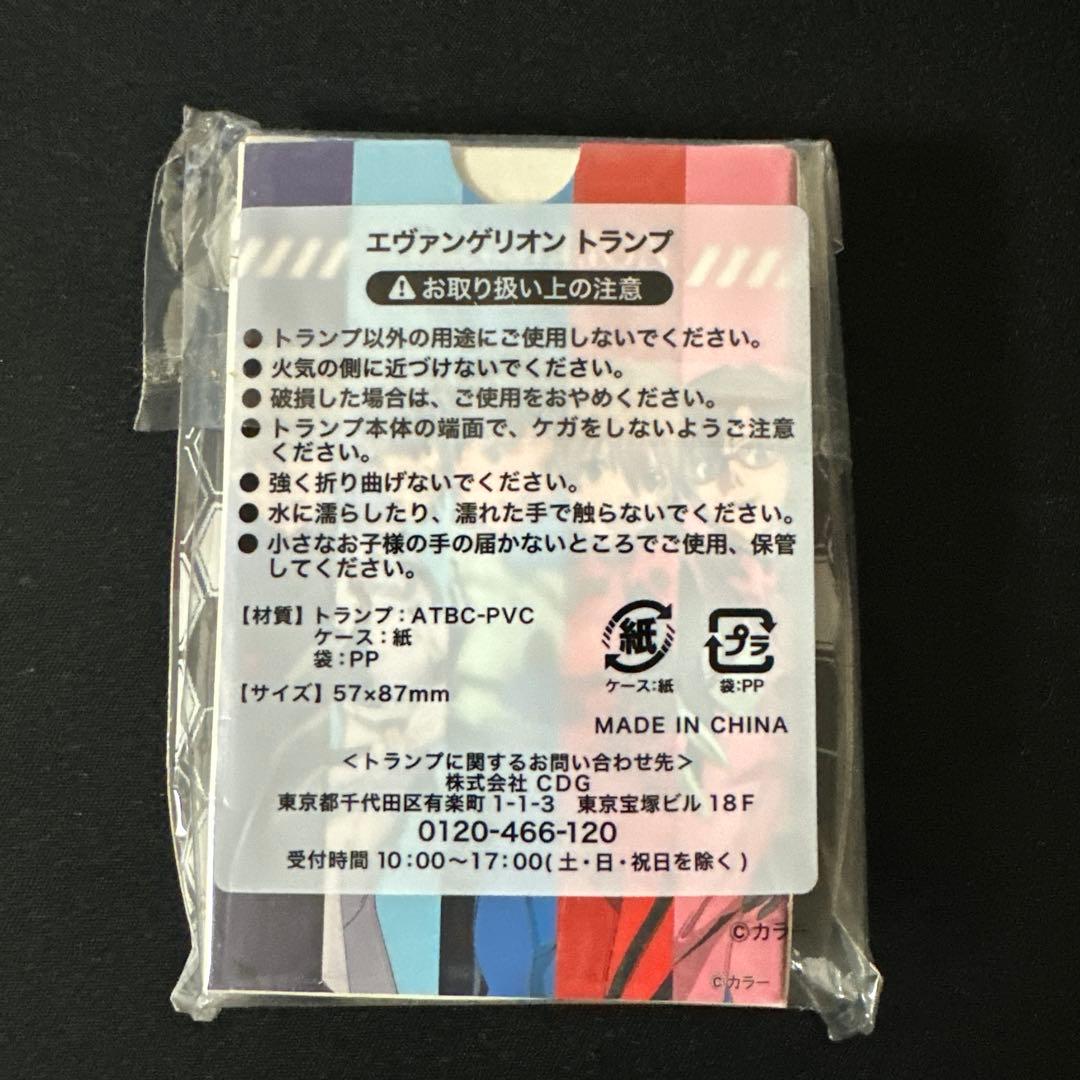 エヴァンゲリオン トランプ
お取り扱い上の注意
● トランプ以外の用途にご使用しないでください。
● 火気の側に近づけないでください。
● 破損した場合は、ご使用をおやめください。
● トランプ本体の端面で、ケガをしないようご注意
ください。
● 強く折り曲げないでください。
● 水に濡らしたり、濡れた手で触らないでください。
● 小さなお子様の手の届かないところでご使用、保管
してください。
【材質】トランプ：ATBC-PVC
ケース：紙
袋：PP
【サイズ】57×87mm
紙
ケース：紙
プラ
袋：PP
MADE IN CHINA
＜トランプに関するお問い合わせ先＞
株式会社 CDG
東京都千代田区有楽町1-1-3 東京宝塚ビル18F
0120-466-120
受付時間 10：00～17：00(土・日・祝日を除く)
©カラー
©カラー